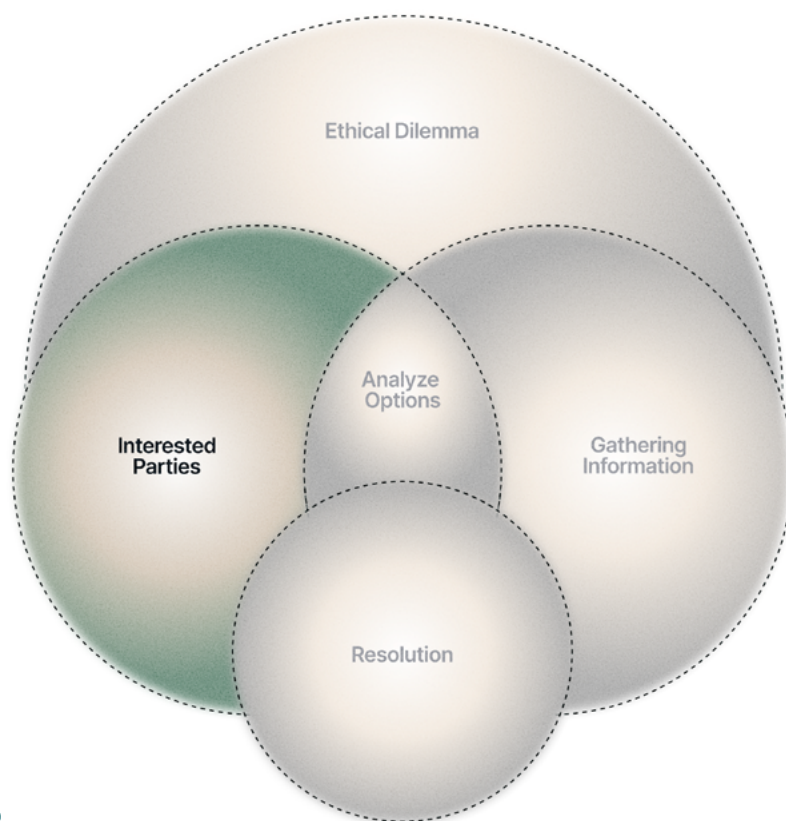 Ethical Dilemma
Analyze
Options
Interested
Parties
Gathering
Information
Resolution